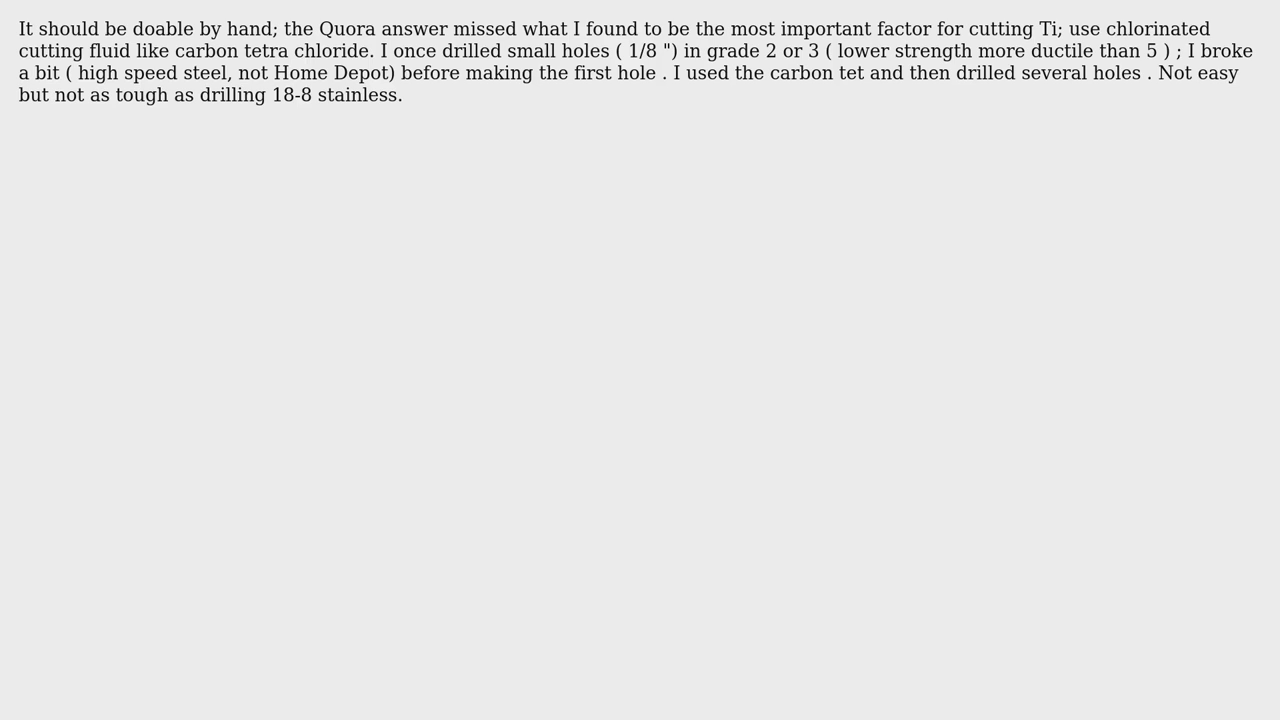 It should be doable by hand; the Quora answer missed what I found to be the most important factor for cutting Ti; use chlorinated
cutting fluid like carbon tetra chloride. I once drilled small holes ( 1/8 ") in grade 2 or 3 ( lower strength more ductile than 5 ) ; I broke
a bit ( high speed steel, not Home Depot) before making the first hole . I used the carbon tet and then drilled several holes . Not easy
but not as tough as drilling 18-8 stainless.